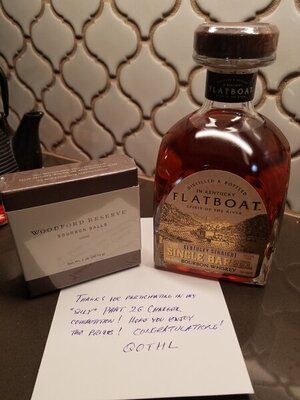 FLATBOAT
DISTILLED & BOTTLED
IN KENTUCKY
FLATBOAT
SPIRIT OF THE RIVER
KENTUCKY STRAIGHT
SINGLE BARREL
BOURBON WHISKEY
WOODFORD RESERVE
BOURBON BALLS
THANKS FOR PARTICIPATING IN MY
"SILLY" PART 26 CHARGER
COMPETITION! HOPE YOU ENJOY
THE PRIZE! CONGRATULATIONS!
QOTHL